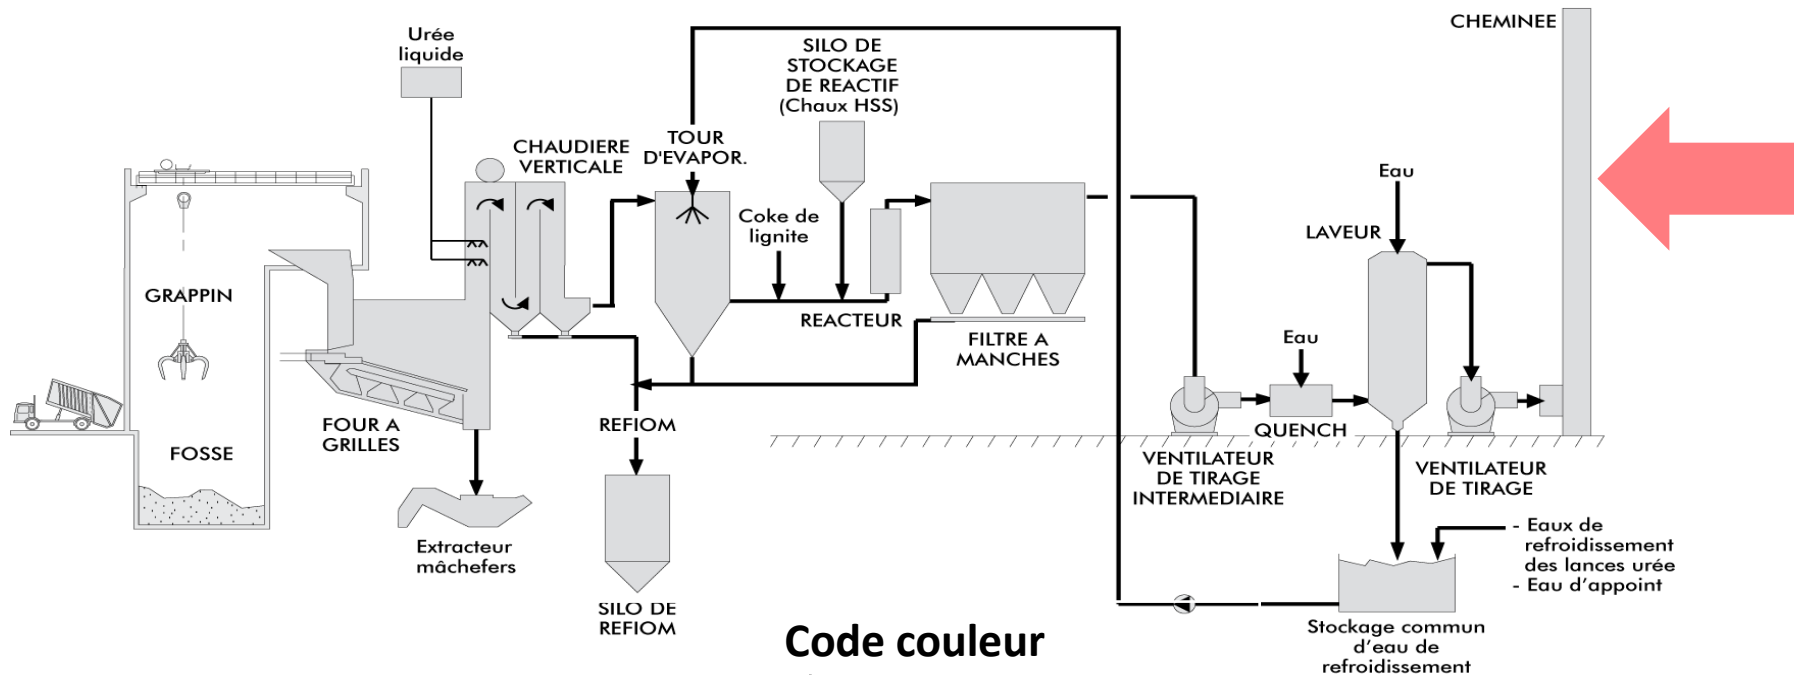 CHEMINEE
Urée
liquide
SILO DE
STOCKAGE
DE REACTIF
(Chaux HSS)
CHAUDIERE
VERTICALE
TOUR
D'EVAPOR.
Eau
Coke de
lignite
LAVEUR
GRAPPIN
REACTEUR
FILTRE A
MANCHES
Eau
FOUR A
GRILLES
REFIOM
QUENCH
FOSSE
VENTILATEUR
DE TIRAGE
INTERMEDIAIRE
VENTILATEUR
DE TIRAGE
Extracteur
mâchefers
- Eaux de
refroidissement
des lances urée
- Eau d'appoint
SILO DE
REFIOM
Code couleur
Stockage commun
d'eau de
refroidissement